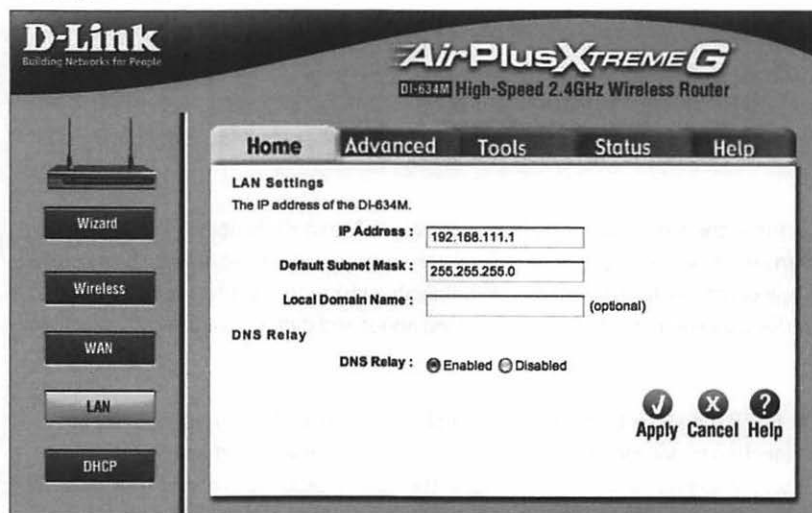 D-Link
Building Networks for People
AirPlusXTREMEG
DI-634M High-Speed 2.4GHz Wireless Router
Home Advanced Tools Status Help
Wizard
Wireless
WAN
LAN
DHCP
LAN Settings
The IP address of the DI-634M.
IP Address : 192.168.111.1
Default Subnet Mask : 255.255.255.0
Local Domain Name : (optional)
DNS Relay
DNS Relay : Enabled Disabled
Apply Cancel Help